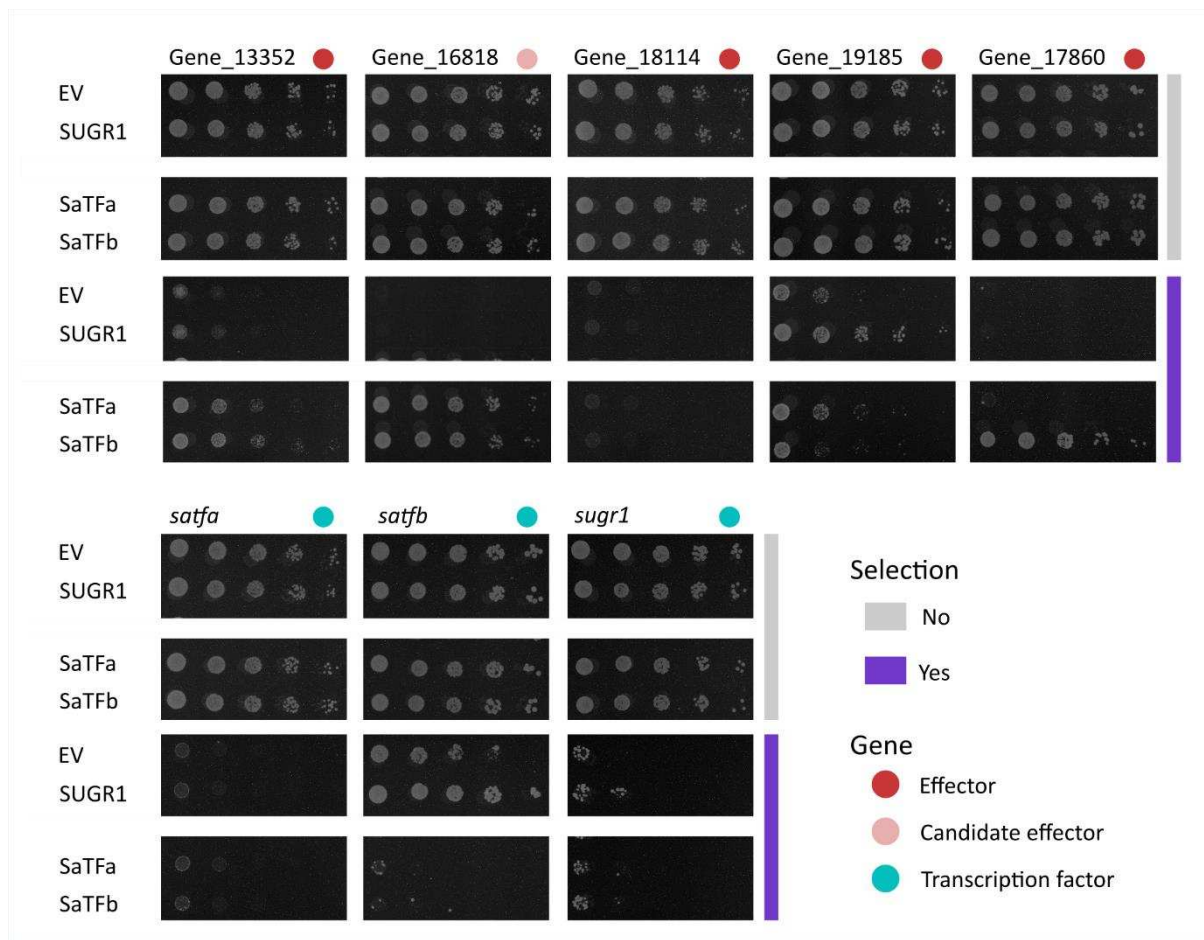 Gene_13352 Gene_16818 Gene_18114 Gene_19185 Gene_17860
EV
SUGR1
SaTFa
SaTFb
EV
SUGR1
SaTFa
SaTFb
satfa satfb sugr1
EV
SUGR1
SaTFa
SaTFb
EV
SUGR1
SaTFa
SaTFb
Selection
No
Yes
Gene
Effector
Candidate effector
Transcription factor